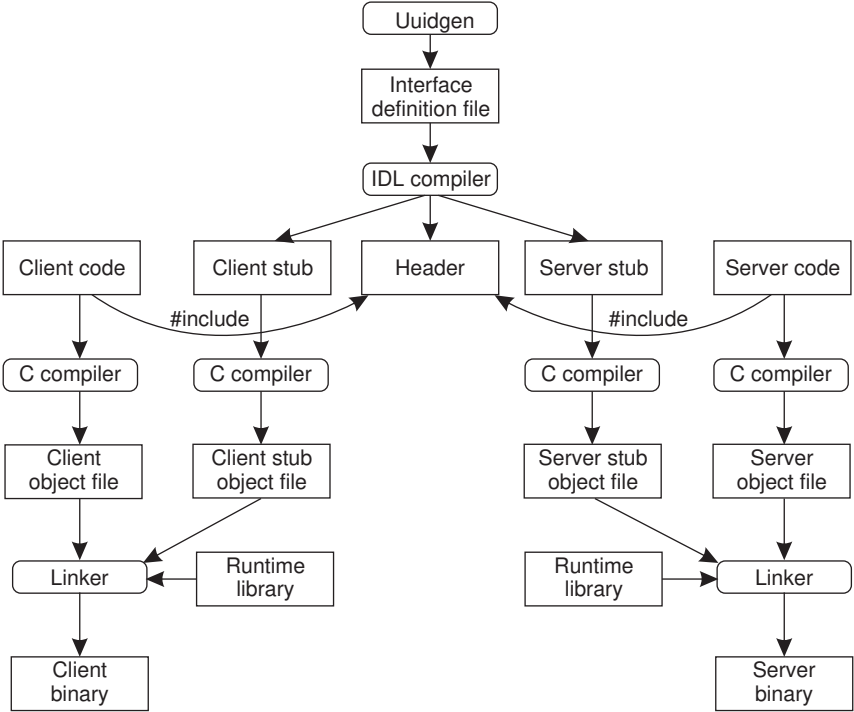 Uuidgen
Interface
definition file
IDL compiler
Client code
Client stub
Header
Server stub
Server code
#include
#include
C compiler
C compiler
C compiler
C compiler
Client
object file
Client stub
object file
Server stub
object file
Server
object file
Linker
Runtime
library
Runtime
library
Linker
Client
binary
Server
binary